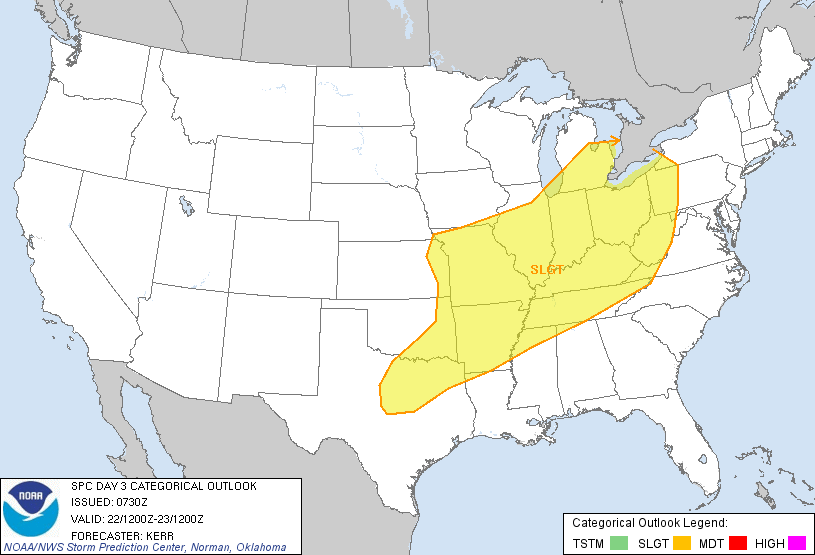 SLGT
NOAA
SPC DAY 3 CATEGORICAL OUTLOOK
ISSUED: 0730Z
VALID: 22/1200Z-23/1200Z
FORECASTER: KERR
NOAA/NWS Storm Prediction Center, Norman, Oklahoma
Categorical Outlook Legend:
TSTM SLGT MDT HIGH